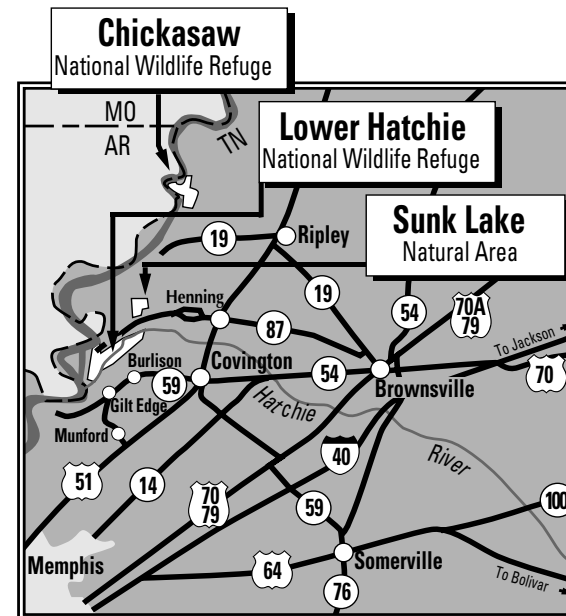 Chickasaw
National Wildlife Refuge
MO
AR
TN
Lower Hatchie
National Wildlife Refuge
Sunk Lake
Natural Area
19
Ripley
19
54
70A
79
Henning
87
To Jackson
70
Burlison
59
Covington
54
Brownsville
Gilt Edge
Hatchie
Munford
40
River
51
14
70
79
59
100
Memphis
64
Somerville
76
To Bolivar